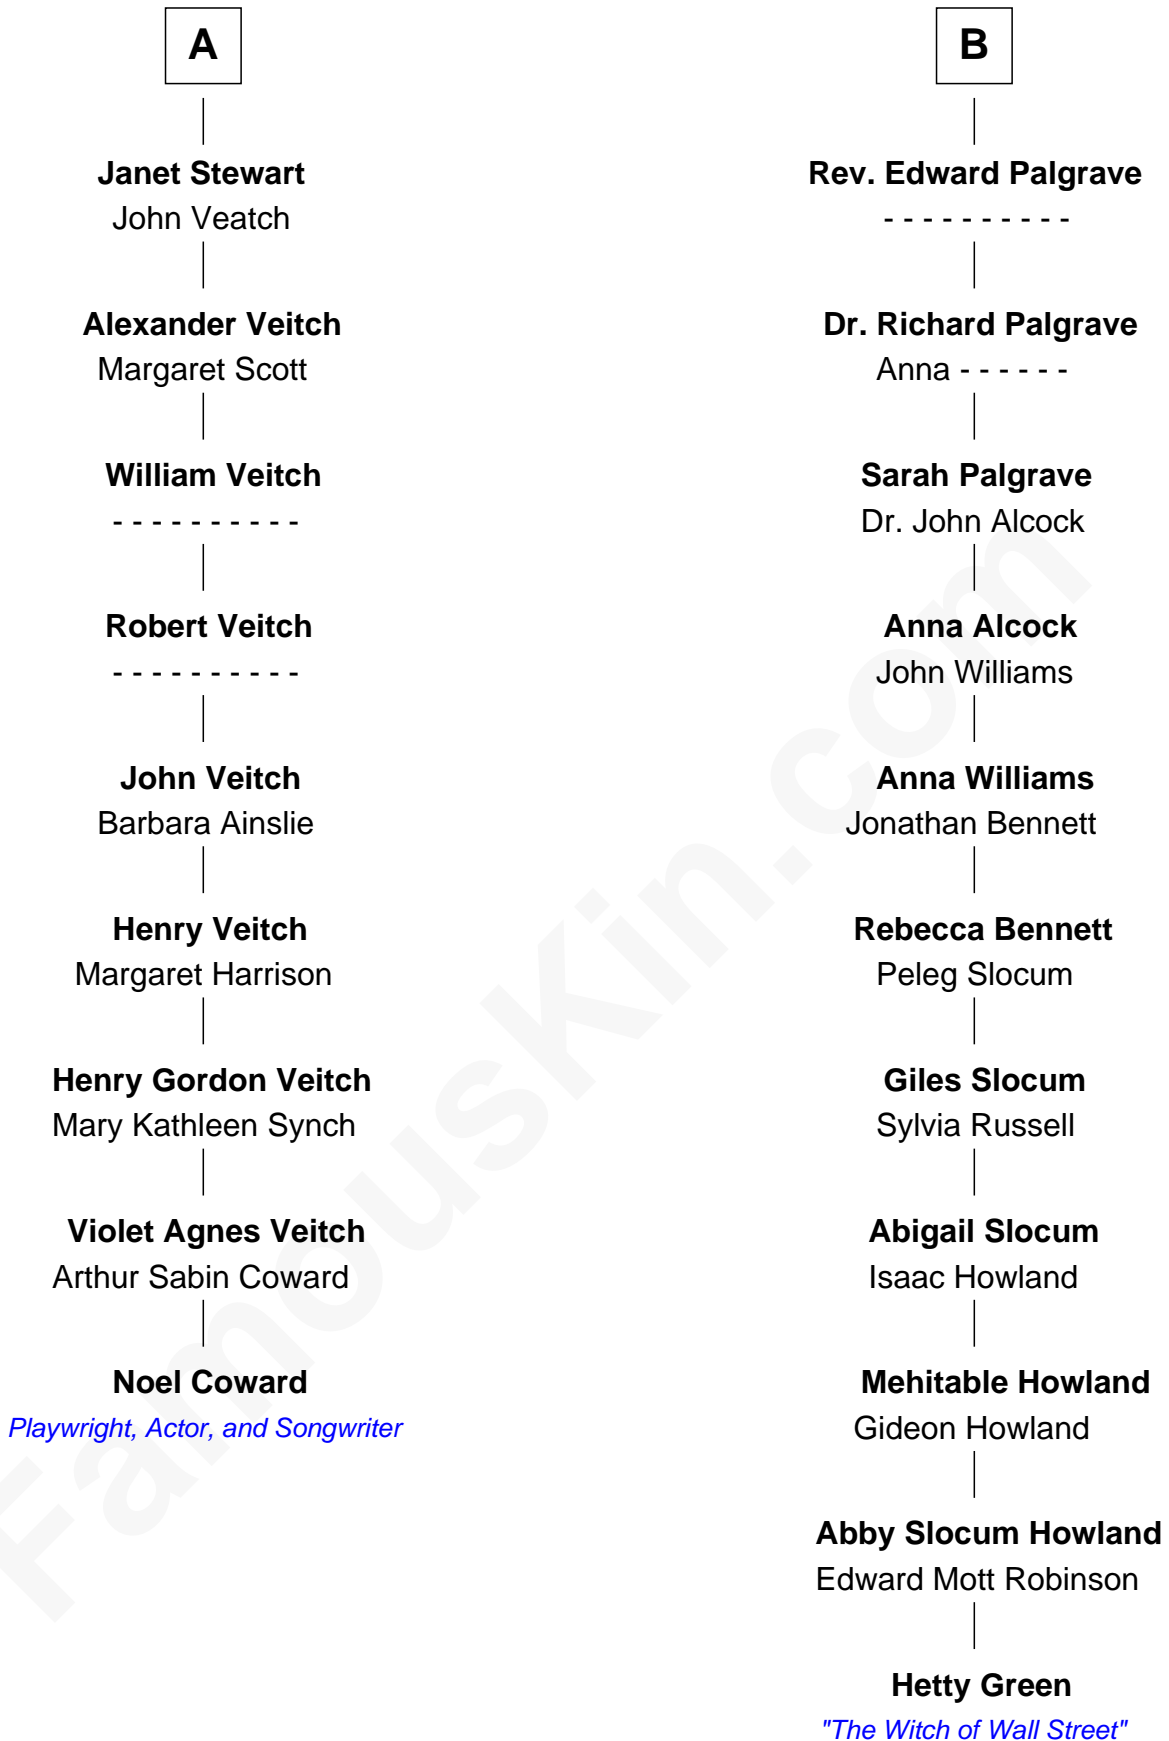 A
Janet Stewart
John Veatch
Alexander Veitch
Margaret Scott
William Veitch
- - - - - - - - - -
Robert Veitch
- - - - - - - - - -
John Veitch
Barbara Ainslie
Henry Veitch
Margaret Harrison
Henry Gordon Veitch
Mary Kathleen Synch
Violet Agnes Veitch
Arthur Sabin Coward
Noel Coward
Playwright, Actor, and Songwriter
B
Rev. Edward Palgrave
- - - - - - - - - -
Dr. Richard Palgrave
Anna - - - - - -
Sarah Palgrave
Dr. John Alcock
Anna Alcock
John Williams
Anna Williams
Jonathan Bennett
Rebecca Bennett
Peleg Slocum
Giles Slocum
Sylvia Russell
Abigail Slocum
Isaac Howland
Mehitable Howland
Gideon Howland
Abby Slocum Howland
Edward Mott Robinson
Hetty Green
"The Witch of Wall Street"
FamousKin.com